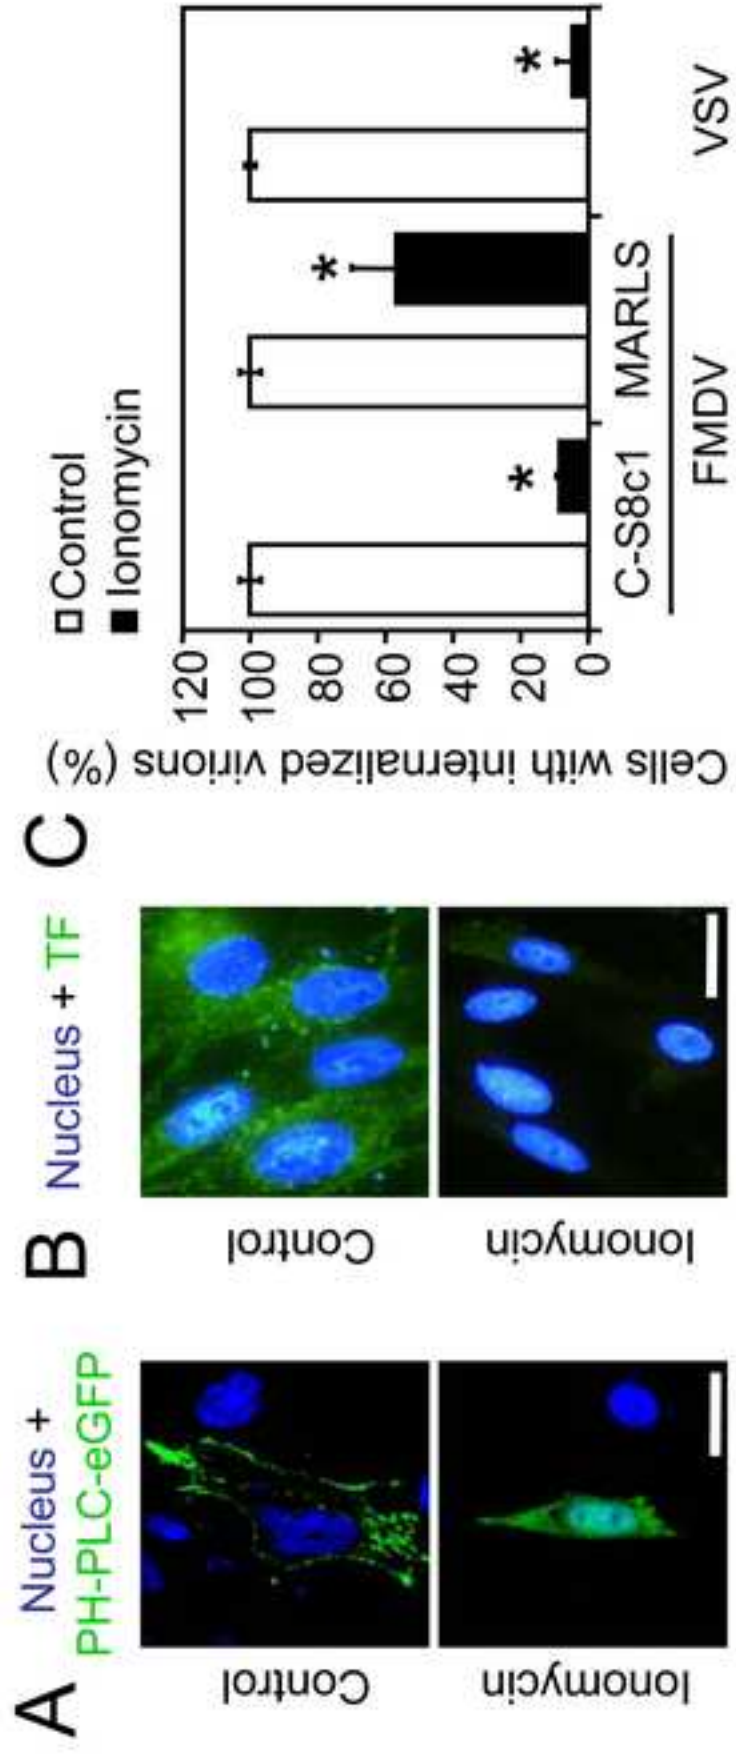 A
Nucleus +
PH-PLC-eGFP
Control
Ionomycin
B
Nucleus + TF
Control
Ionomycin
C
Control
Ionomycin
Cells with internalized virions (%)
120
100
80
60
40
20
0
* * *
C-S8c1 MARLS VSV
FMDV